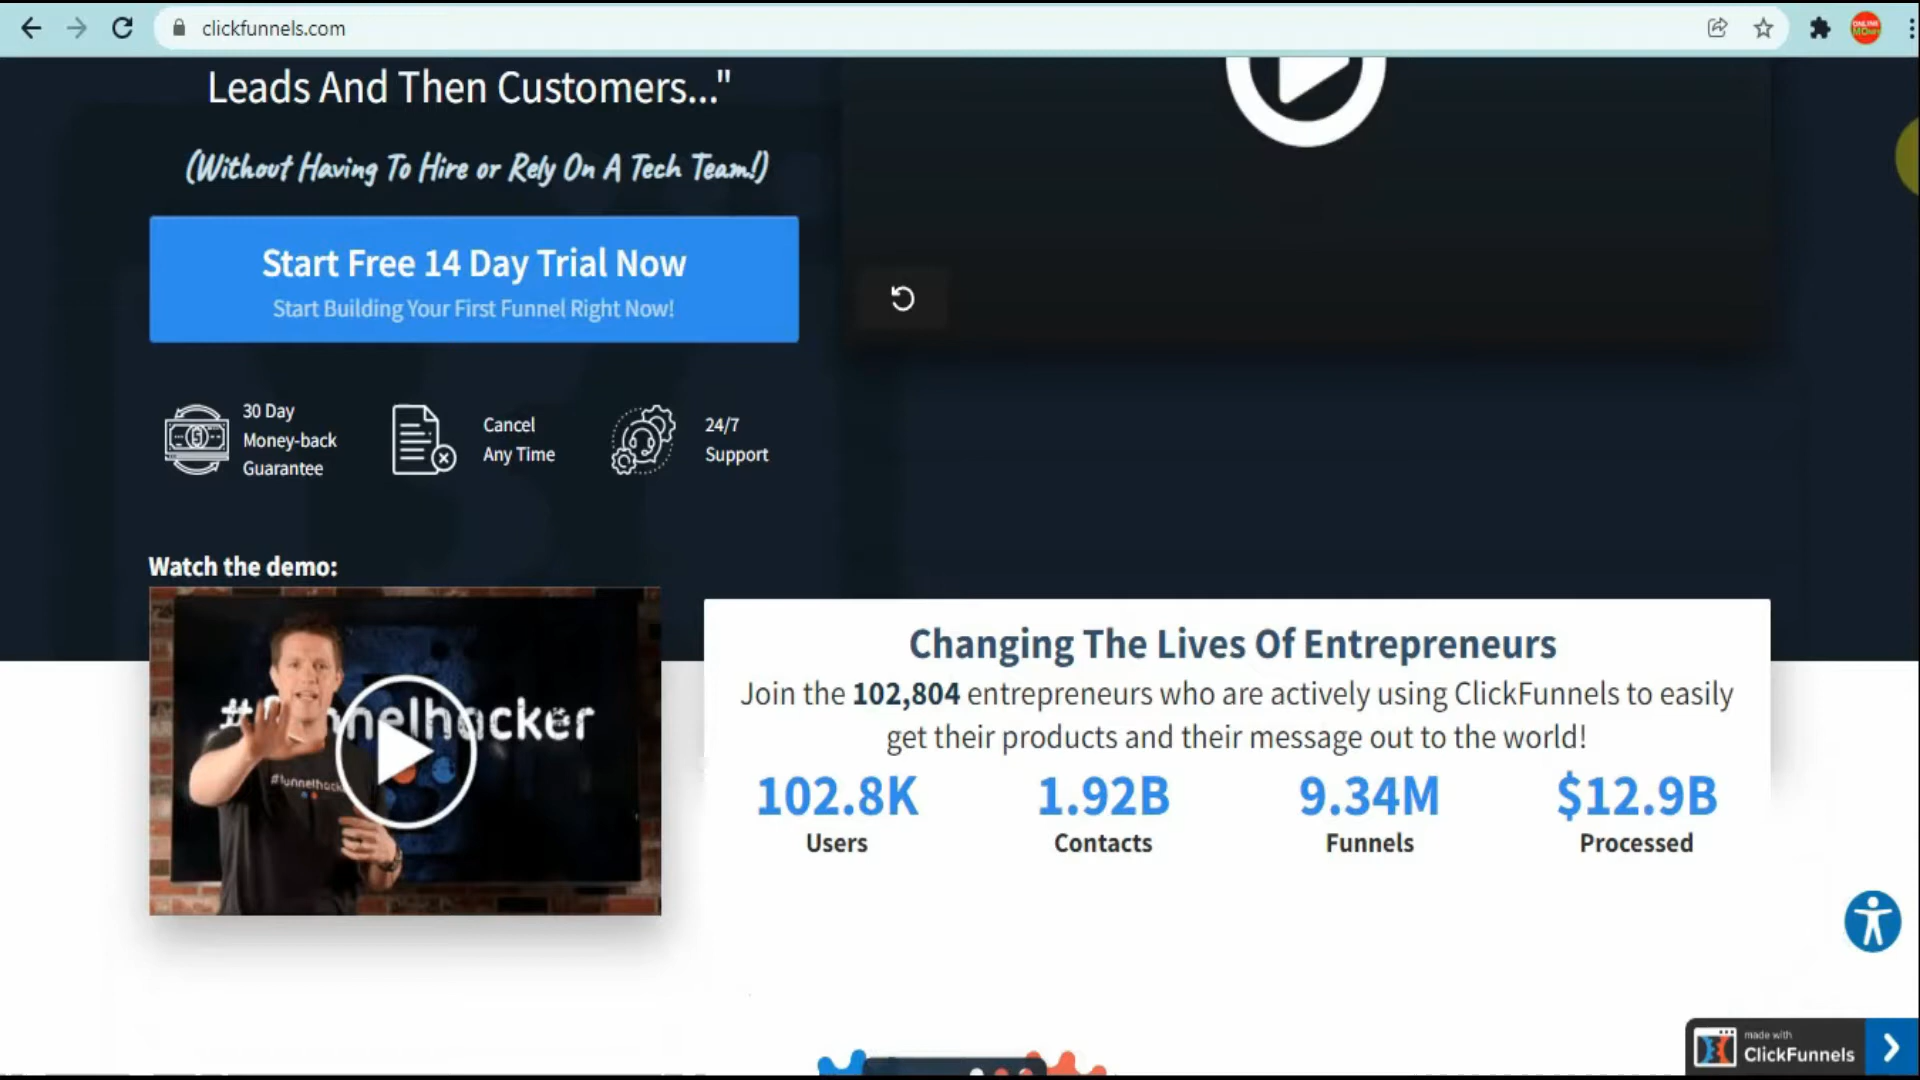 clickfunnels.com
ONLINE
Leads And Then Customers..."
(Without Having To Hire or Rely On A Tech Team!)
Start Free 14 Day Trial Now
Start Building Your First Funnel Right Now!
30 Day
Money-back
Guarantee
Cancel
Any Time
24/7
Support
Watch the demo:
#funnelhack
Changing The Lives Of Entrepreneurs
Join the 102,804 entrepreneurs who are actively using ClickFunnels to easily
get their products and their message out to the world!
102.8K
Users
1.92B
Contacts
9.34M
Funnels
$12.9B
Processed
made with
ClickFunnels